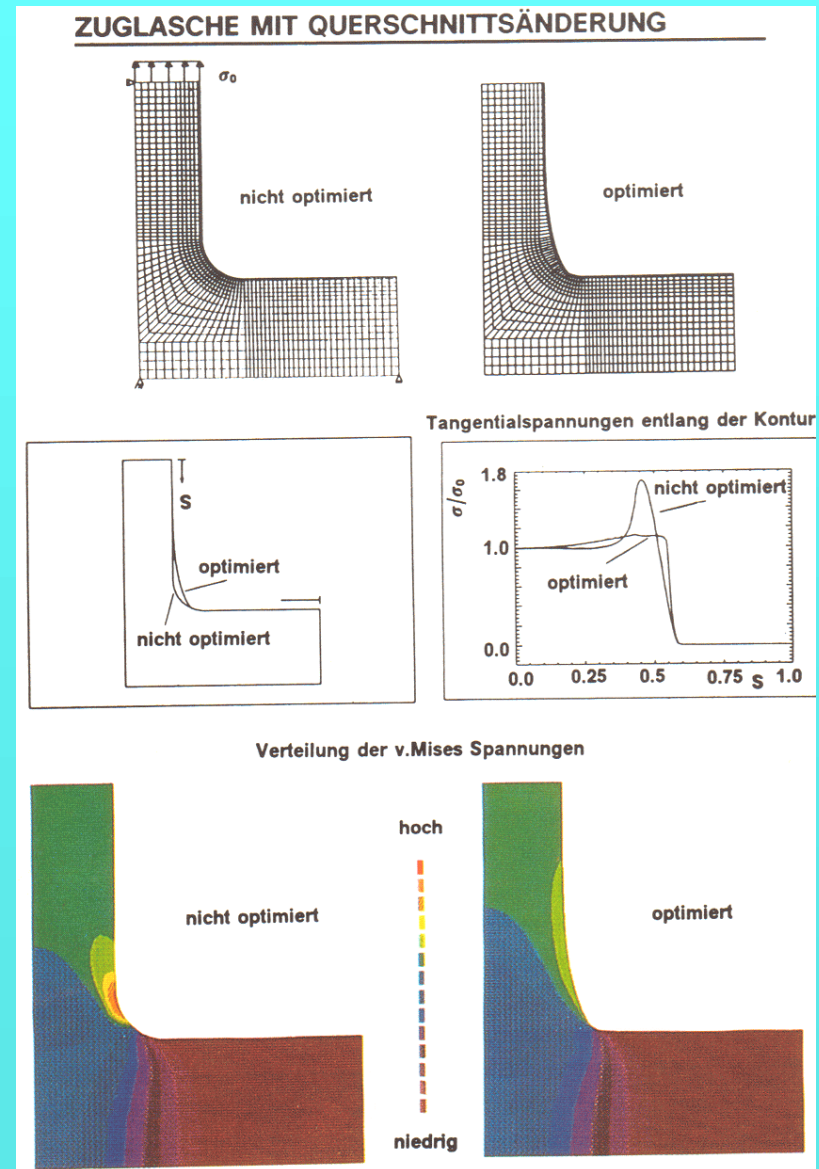 ZUGLASCHE MIT QUERSCHNITTSÄNDERUNG
σ₀
nicht optimiert
optimiert
Tangentialspannungen entlang der Kontur
S
optimiert
nicht optimiert
σ/σ₀
1.8
1.0
0.0
nicht optimiert
optimiert
0.0 0.25 0.5 0.75 S 1.0
Verteilung der v.Mises Spannungen
hoch
nicht optimiert
optimiert
niedrig